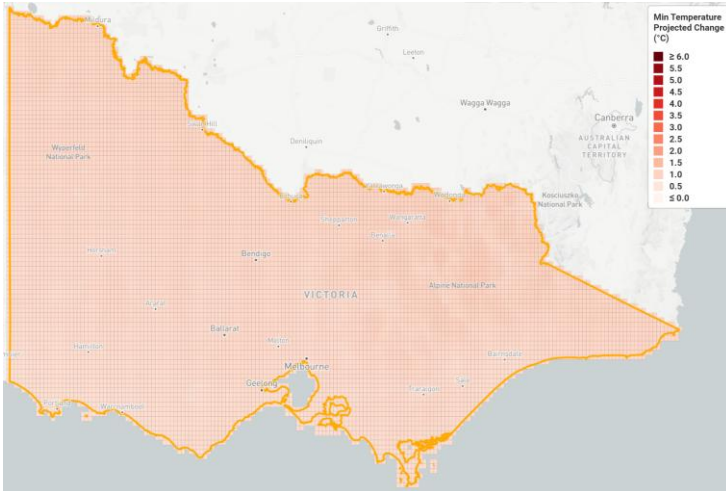 Min Temperature
Projected Change
(°C)
≥ 6.0
5.5
5.0
4.5
4.0
3.5
3.0
2.5
2.0
1.5
1.0
0.5
≤ 0.0
Mildura
Griffith
Leeton
Wagga Wagga
Canberra
AUSTRALIAN
CAPITAL
TERRITORY
Swan Hill
Deniliquin
Wyperfeld
National Park
Kosciuszko
National Park
Yarrawonga
Wodonga
Shepparton
Wangaratta
Benalla
Horsham
Bendigo
Alpine National Park
VICTORIA
Ararat
Ballarat
Melton
Hamilton
Bairnsdale
Melbourne
Geelong
Sale
Traralgon
Portland
Warrnambool